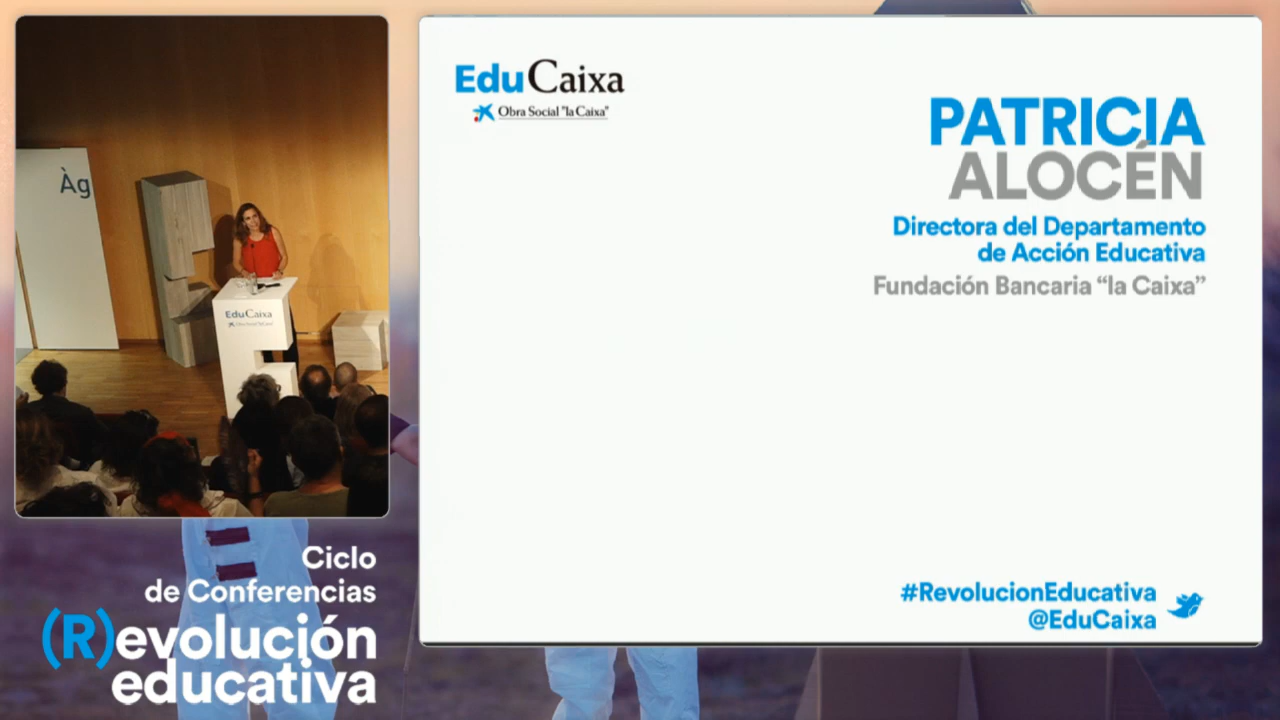 Àg
EduCaixa
EduCaixa
Obra Social "la Caixa"
PATRICIA
ALOCÉN
Directora del Departamento
de Acción Educativa
Fundación Bancaria “la Caixa”
#RevolucionEducativa
@EduCaixa
Ciclo
de Conferencias
(R)evolución
educativa